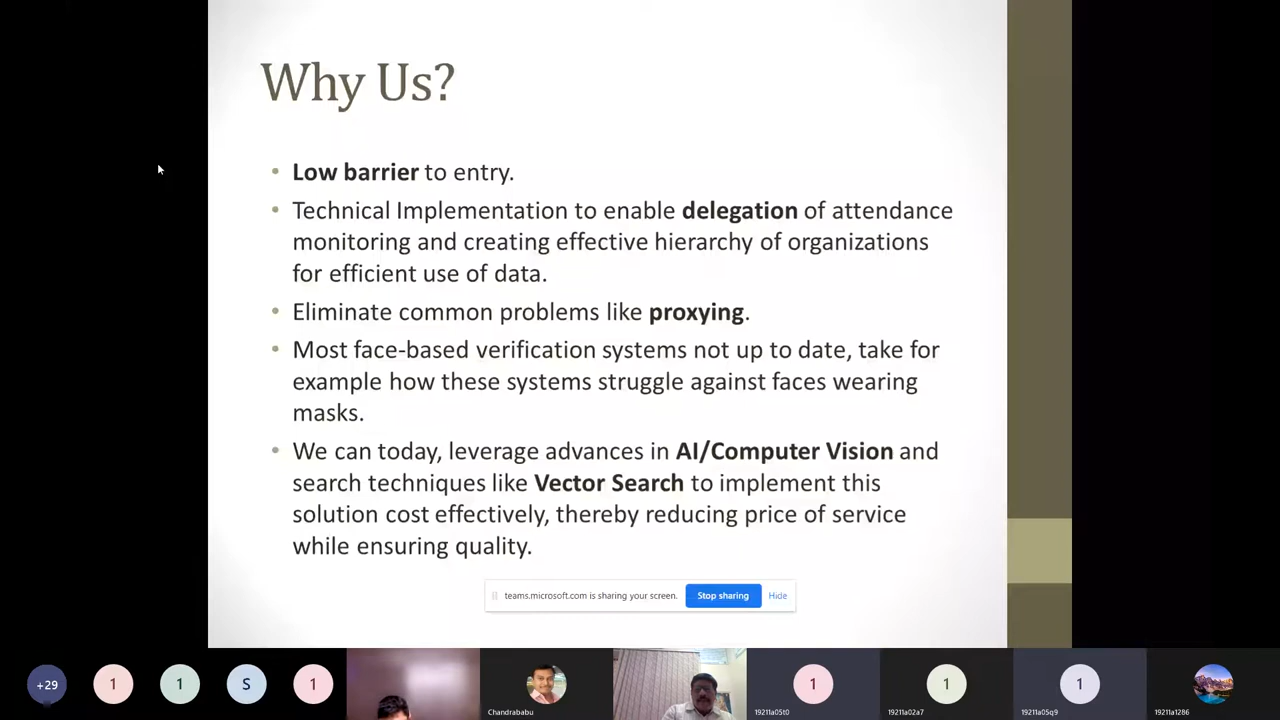 Why Us?
• Low barrier to entry.
• Technical Implementation to enable delegation of attendance
monitoring and creating effective hierarchy of organizations
for efficient use of data.
• Eliminate common problems like proxying.
• Most face-based verification systems not up to date, take for
example how these systems struggle against faces wearing
masks.
• We can today, leverage advances in AI/Computer Vision and
search techniques like Vector Search to implement this
solution cost effectively, thereby reducing price of service
while ensuring quality.
teams.microsoft.com is sharing your screen. Stop sharing Hide
+29 1 1 S 1 1 1 1
Chandrababu 19211a05t0 19211a02a7 19211a05q9 19211a1286